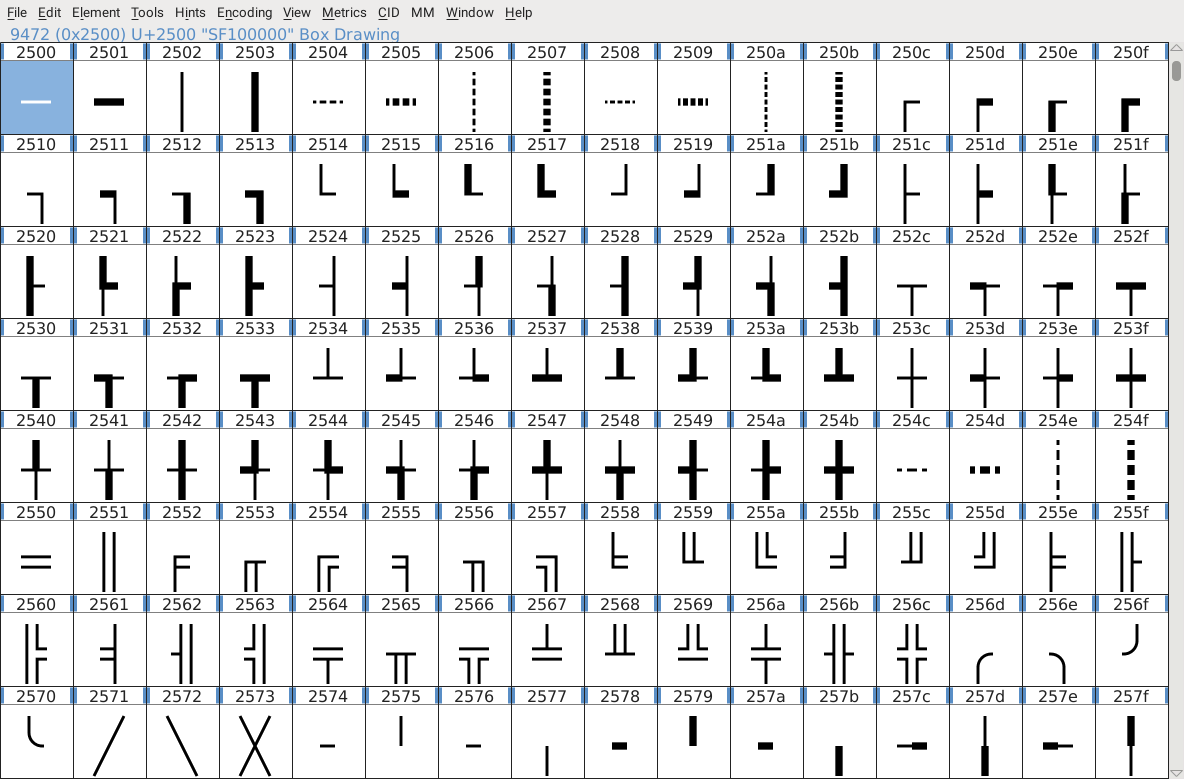 File Edit Element Tools Hints Encoding View Metrics CID MM Window Help
9472 (0x2500) U+2500 "SF100000" Box Drawing
2500 2501 2502 2503 2504 2505 2506 2507 2508 2509 250a 250b 250c 250d 250e 250f
2510 2511 2512 2513 2514 2515 2516 2517 2518 2519 251a 251b 251c 251d 251e 251f
2520 2521 2522 2523 2524 2525 2526 2527 2528 2529 252a 252b 252c 252d 252e 252f
2530 2531 2532 2533 2534 2535 2536 2537 2538 2539 253a 253b 253c 253d 253e 253f
2540 2541 2542 2543 2544 2545 2546 2547 2548 2549 254a 254b 254c 254d 254e 254f
2550 2551 2552 2553 2554 2555 2556 2557 2558 2559 255a 255b 255c 255d 255e 255f
2560 2561 2562 2563 2564 2565 2566 2567 2568 2569 256a 256b 256c 256d 256e 256f
2570 2571 2572 2573 2574 2575 2576 2577 2578 2579 257a 257b 257c 257d 257e 257f